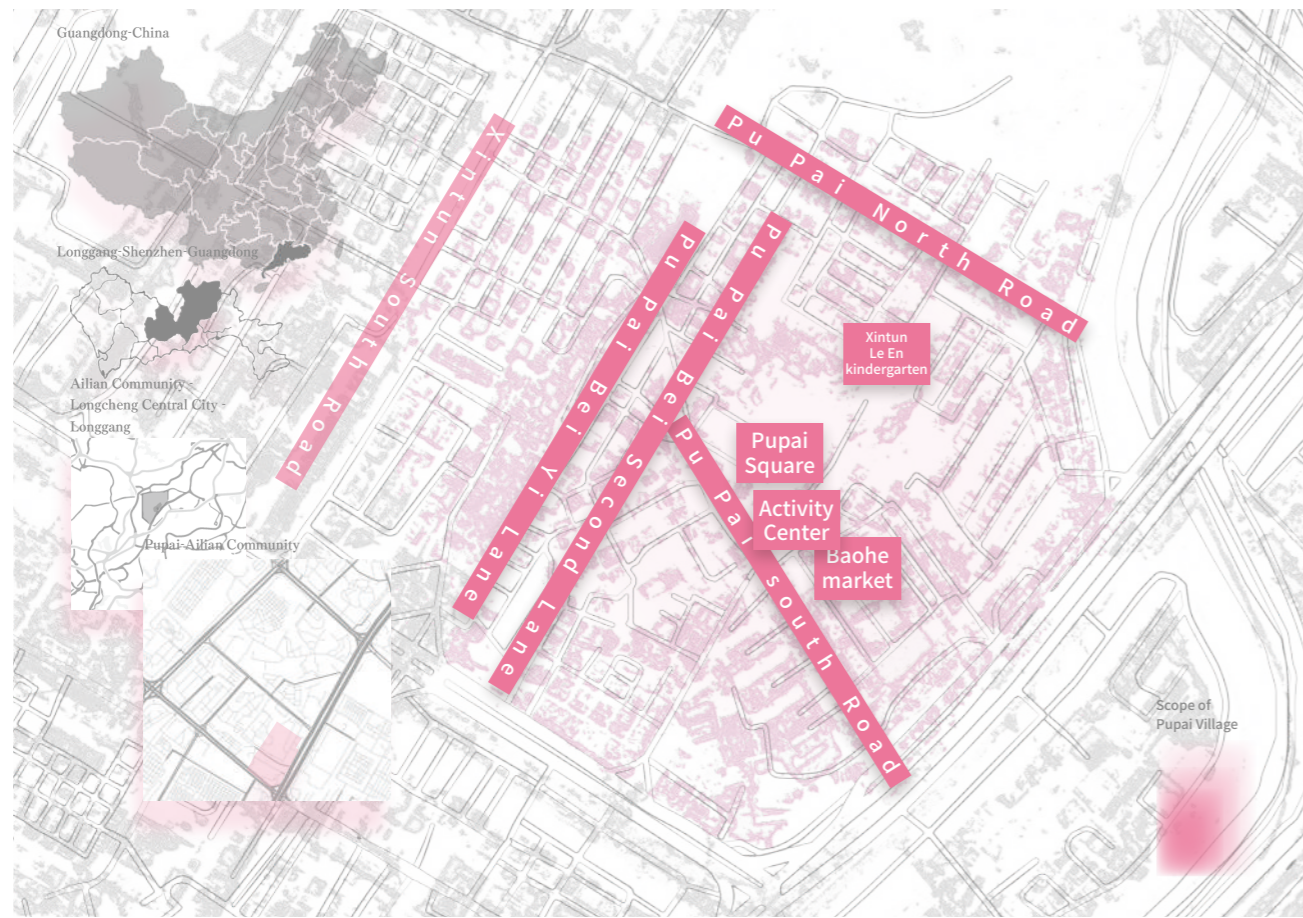 Guangdong-China
Longgang-Shenzhen-Guangdong
Ailian Community -
Longcheng Central City -
Longgang
Pupai-Ailian Community
Xintun South Road
Pu Pai Bei Yi Lane
Pu Pai Bei Second Lane
Pu Pai North Road
Pu Pai south Road
Xintun
Le En
kindergarten
Pupai
Square
Activity
Center
Baohe
market
Scope of
Pupai Village